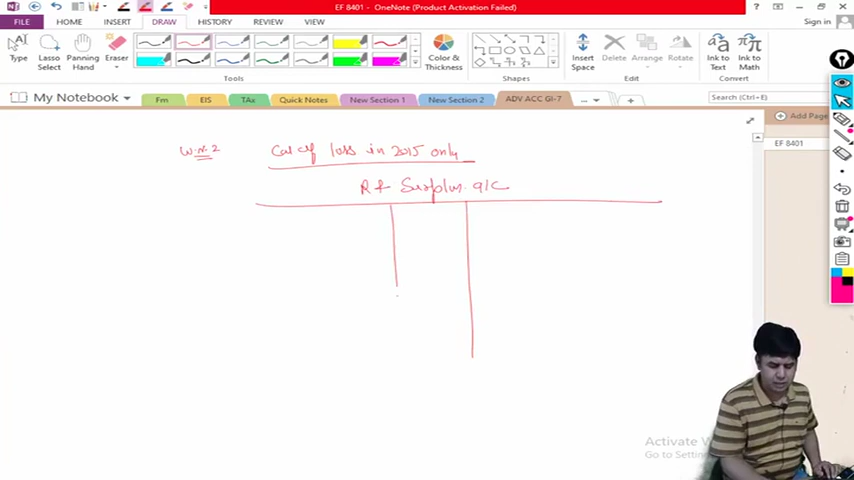 EF 8401 - OneNote (Product Activation Failed)
FILE HOME INSERT DRAW HISTORY REVIEW VIEW Sign in
Type Lasso Select Panning Hand Eraser Color & Thickness Insert Space Delete Arrange Rotate Ink to Text Ink to Math
Tools Shapes Edit Convert
My Notebook Fm EIS TAx Quick Notes New Section 1 New Section 2 ADV ACC GI-7 Search (Ctrl+E)
Add Page
EF 8401
W.N.2 Cal of loss in 2015 only
R & Surplus a/c
Activate W
Go to Setting